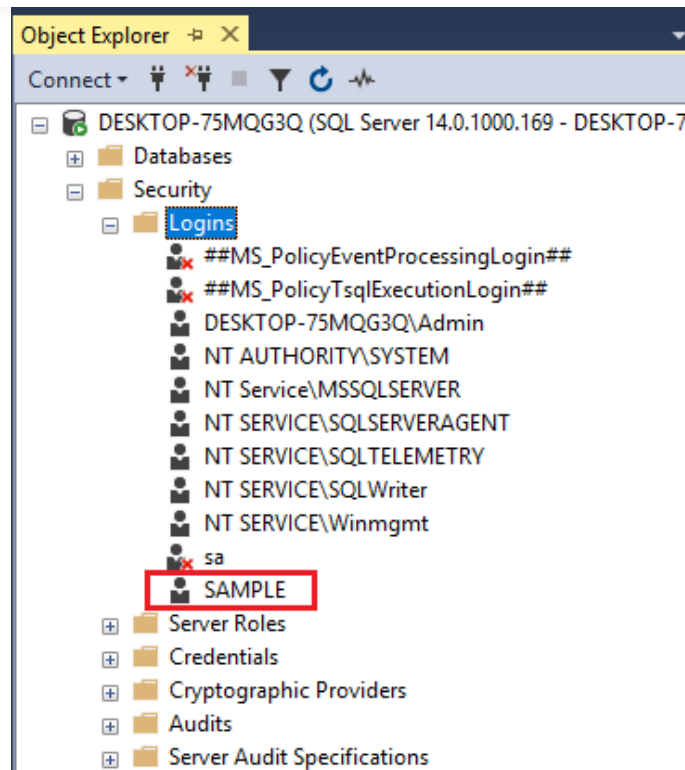 Object Explorer
Connect
DESKTOP-75MQG3Q (SQL Server 14.0.1000.169 - DESKTOP-7
Databases
Security
Logins
##MS_PolicyEventProcessingLogin##
##MS_PolicyTsqlExecutionLogin##
DESKTOP-75MQG3Q\Admin
NT AUTHORITY\SYSTEM
NT Service\MSSQLSERVER
NT SERVICE\SQLSERVERAGENT
NT SERVICE\SQLTELEMETRY
NT SERVICE\SQLWriter
NT SERVICE\Winmgmt
sa
SAMPLE
Server Roles
Credentials
Cryptographic Providers
Audits
Server Audit Specifications